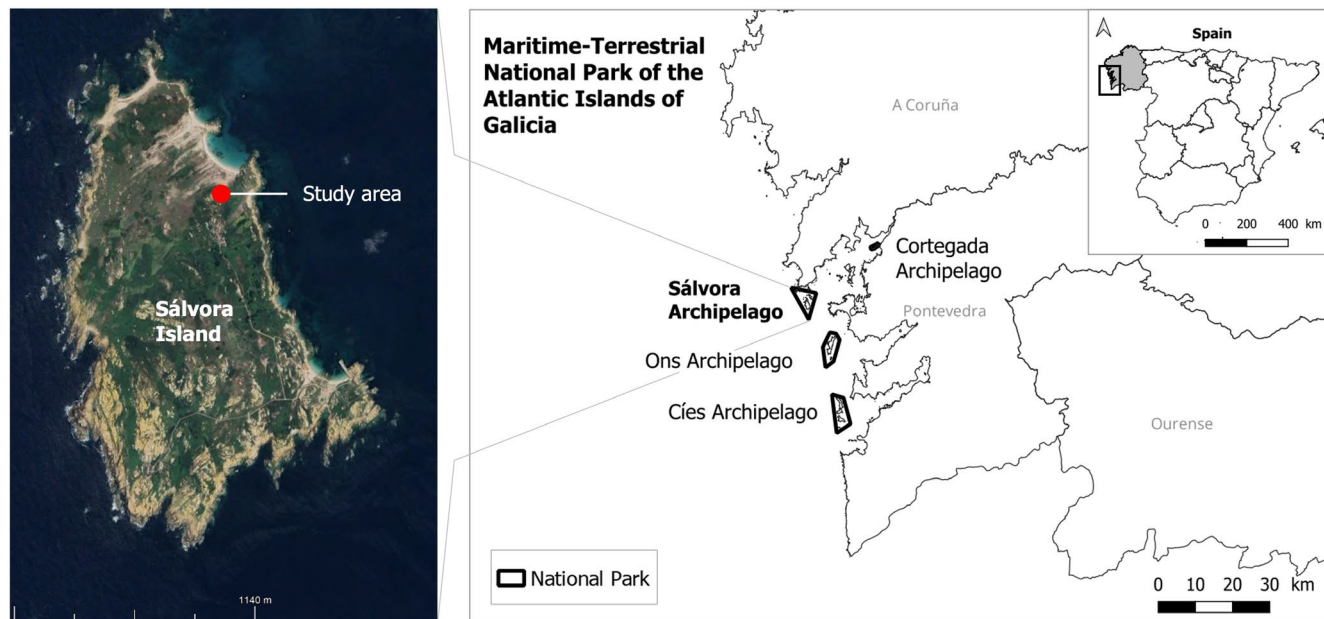 Study area
Sálvora
Island
1140 m
Maritime-Terrestrial
National Park of the
Atlantic Islands of
Galicia
A Coruña
Cortegada
Archipelago
Sálvora
Archipelago
Pontevedra
Ons Archipelago
Cíes Archipelago
Ourense
National Park
0 10 20 30 km
Spain
0 200 400 km